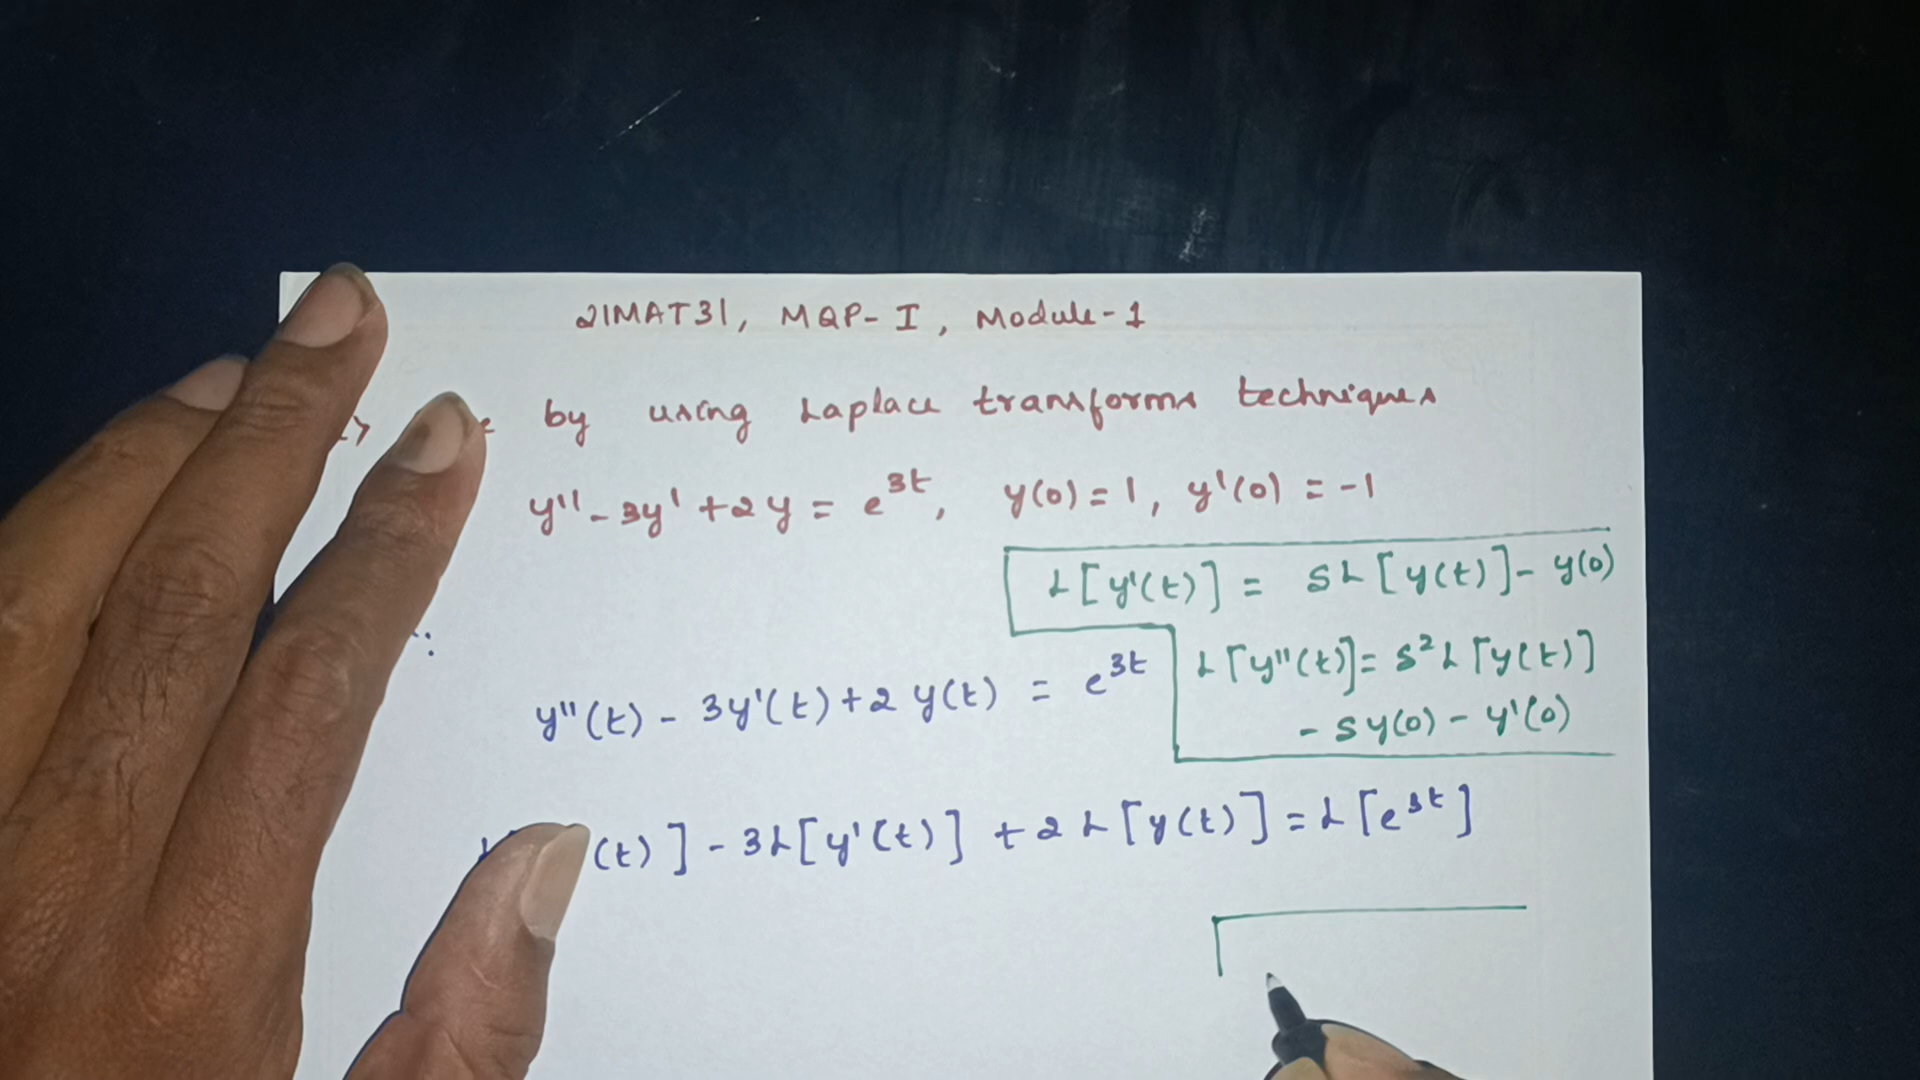 21MAT31, MQP-I, Module-1
by using Laplace transforms techniques
y'' - 3y' + 2y = e^{3t}, y(0) = 1, y'(0) = -1
L[y'(t)] = SL[y(t)] - y(0)
L[y''(t)] = S²L[y(t)]
- Sy(0) - y'(0)
y''(t) - 3y'(t) + 2y(t) = e^{3t}
(t)] - 3L[y'(t)] + 2L[y(t)] = L[e^{3t}]